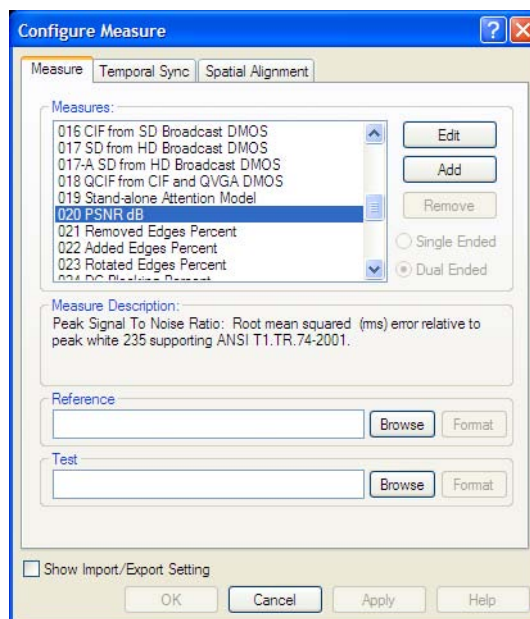 Configure Measure
Measure Temporal Sync Spatial Alignment
Measures:
016 CIF from SD Broadcast DMOS
017 SD from HD Broadcast DMOS
017-A SD from HD Broadcast DMOS
018 QCIF from CIF and QVGA DMOS
019 Stand-alone Attention Model
020 PSNR dB
021 Removed Edges Percent
022 Added Edges Percent
023 Rotated Edges Percent
024 DC Blocking Percent
Edit
Add
Remove
Single Ended
Dual Ended
Measure Description:
Peak Signal To Noise Ratio: Root mean squared (ms) error relative to
peak white 235 supporting ANSI T1.TR.74-2001.
Reference
Browse Format
Test
Browse Format
Show Import/Export Setting
OK Cancel Apply Help